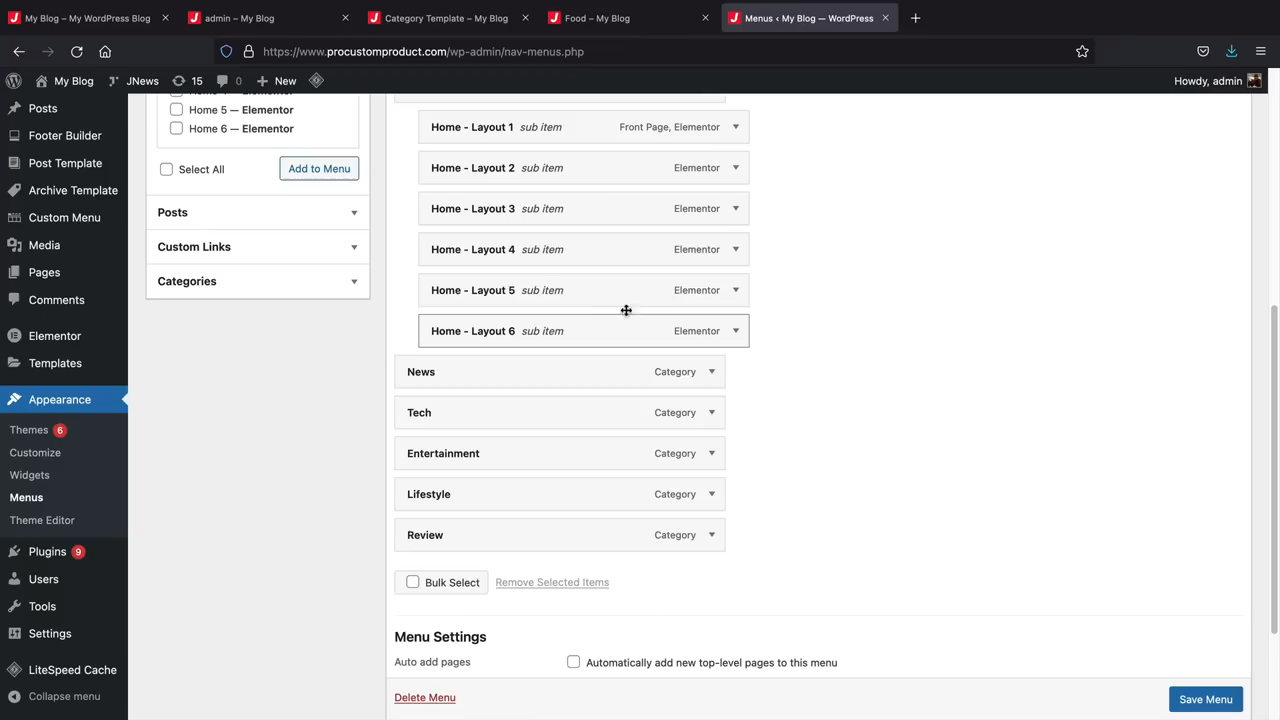 My Blog – My WordPress Blog
admin – My Blog
Category Template – My Blog
Food – My Blog
Menus ‹ My Blog — WordPress
https://www.procustomproduct.com/wp-admin/nav-menus.php
My Blog
JNews
15
0
New
Howdy, admin
Posts
Footer Builder
Post Template
Archive Template
Custom Menu
Media
Pages
Comments
Elementor
Templates
Appearance
Themes 6
Customize
Widgets
Menus
Theme Editor
Plugins 9
Users
Tools
Settings
LiteSpeed Cache
Collapse menu
Home 5 — Elementor
Home 6 — Elementor
Select All
Add to Menu
Posts
Custom Links
Categories
Home - Layout 1 sub item Front Page, Elementor
Home - Layout 2 sub item Elementor
Home - Layout 3 sub item Elementor
Home - Layout 4 sub item Elementor
Home - Layout 5 sub item Elementor
Home - Layout 6 sub item Elementor
News Category
Tech Category
Entertainment Category
Lifestyle Category
Review Category
Bulk Select
Remove Selected Items
Menu Settings
Auto add pages
Automatically add new top-level pages to this menu
Delete Menu
Save Menu